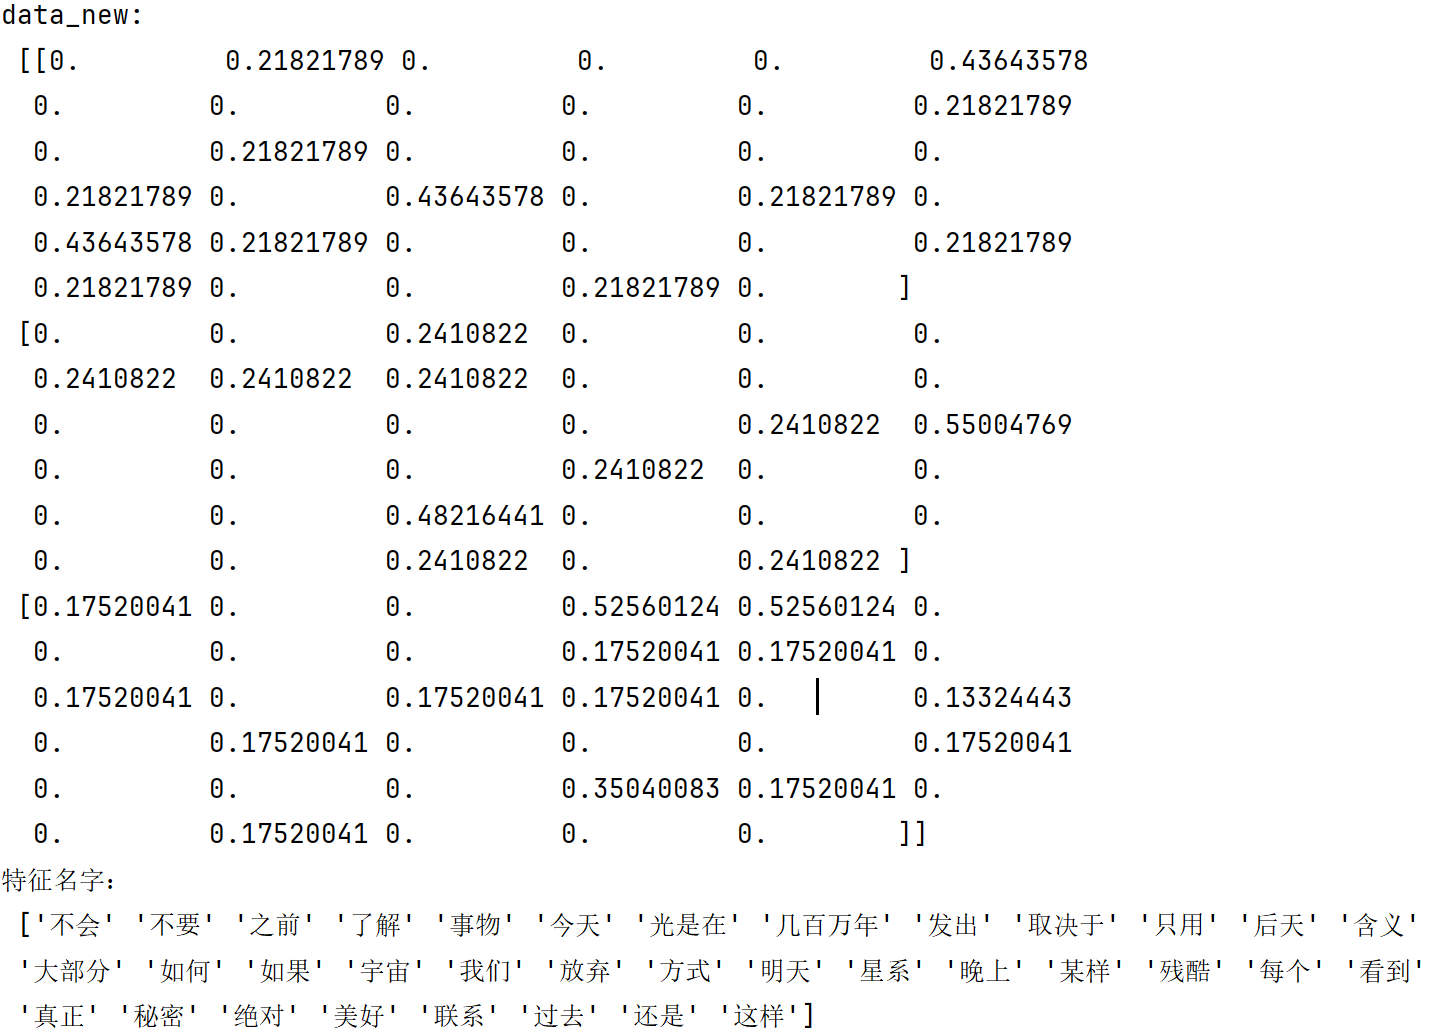 data_new:
 [[0.         0.21821789 0.         0.         0.         0.43643578
  0.         0.         0.         0.         0.         0.21821789
  0.         0.21821789 0.         0.         0.         0.
  0.21821789 0.         0.43643578 0.         0.21821789 0.
  0.43643578 0.21821789 0.         0.         0.         0.21821789
  0.21821789 0.         0.         0.21821789 0.        ]
 [0.         0.         0.2410822  0.         0.         0.
  0.2410822  0.2410822  0.2410822  0.         0.         0.
  0.         0.         0.         0.         0.2410822  0.55004769
  0.         0.         0.         0.2410822  0.         0.
  0.         0.         0.48216441 0.         0.         0.
  0.         0.         0.2410822  0.         0.2410822 ]
 [0.17520041 0.         0.         0.52560124 0.52560124 0.
  0.         0.         0.         0.17520041 0.17520041 0.
  0.17520041 0.         0.17520041 0.17520041 0.         0.13324443
  0.         0.17520041 0.         0.         0.         0.17520041
  0.         0.         0.         0.35040083 0.17520041 0.
  0.         0.17520041 0.         0.         0.        ]]
特征名字：
 ['不会' '不要' '之前' '了解' '事物' '今天' '光是在' '几百万年' '发出' '取决于' '只用' '后天' '含义'
 '大部分' '如何' '如果' '宇宙' '我们' '放弃' '方式' '明天' '星系' '晚上' '某样' '残酷' '每个' '看到'
 '真正' '秘密' '绝对' '美好' '联系' '过去' '还是' '这样']